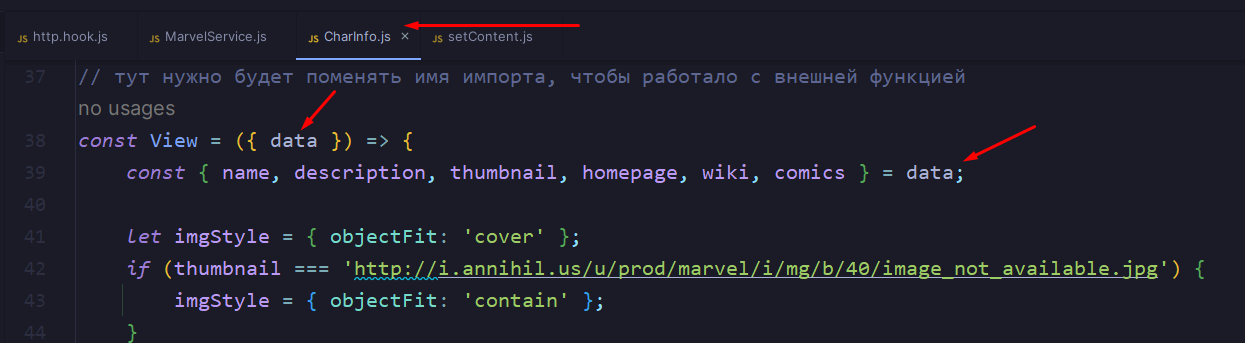 JS http.hook.js JS MarvelService.js JS CharInfo.js × JS setContent.js
37 // тут нужно будет поменять имя импорта, чтобы работало с внешней функцией
no usages
38 const View = ({ data }) => {
39 const { name, description, thumbnail, homepage, wiki, comics } = data;
40
41 let imgStyle = { objectFit: 'cover' };
42 if (thumbnail === 'http://i.annihil.us/u/prod/marvel/i/mg/b/40/image_not_available.jpg') {
43 imgStyle = { objectFit: 'contain' };
44 }